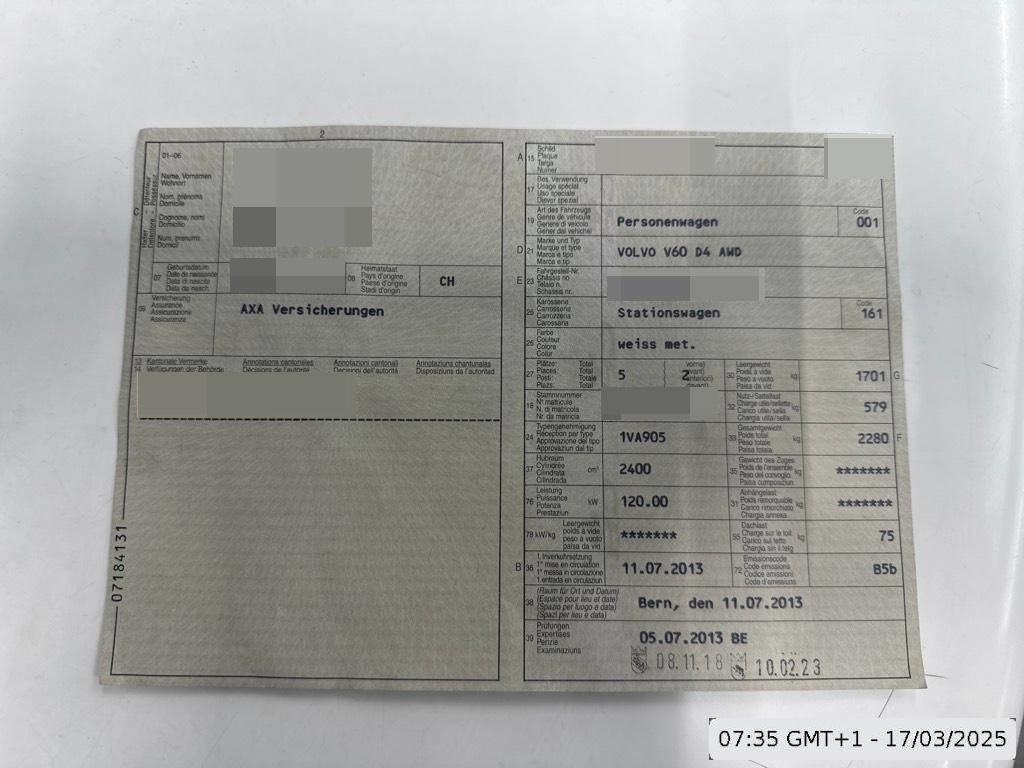 2
01-06
Name, Vornamen
Wohnort
Nom, prénoms
Domicile
Cognome, nomi
Domicilio
Num, prenums
Domicil
C
07
Geburtsdatum
Date de naissance
Data di nascita
Data da nasch.
08
Heimatstaat
Pays d'origine
Paese d'origine
Stadi d'origin
CH
09
Versicherung
Assurance
Assicurazione
Assicuranza
AXA Versicherungen
13 Kantonale Vermerke Annotations cantonales Annotazioni cantonali Annotaziuns chantunalas
14 Verfügungen der Behörde Décisions de l'autorité Decisioni dell'autorità Disposiziuns da l'autoritad
07184131
A 15
Schild
Plaque
Targa
Numer
17
Bes. Verwendung
Usage spécial
Uso speciale
Diever spezial
19
Art des Fahrzeugs
Genre de véhicule
Genere di veicolo
Gener dal vehichel
Personenwagen
Code
001
D 21
Marke und Typ
Marque et type
Marca e tipo
Marca e tip
VOLVO V60 D4 AWD
E 23
Fahrgestell-Nr.
Châssis no
Telaio n.
Schassis nr.
25
Karosserie
Carrosserie
Carrozzeria
Carossaria
Stationswagen
Code
161
26
Farbe
Couleur
Colore
Colur
weiss met.
27
Plätze: Total
Places: Total
Posti: Totale
Plazs: Total
5
2
30
Leergewicht
Poids à vide
Peso a vuoto
Paisa da vid
kg
1701 G
18
Stammnummer
N° matricule
N. di matricola
Nr. da matricla
32
Nutz-/Sattellast
Charge utile/sellette
Carico utile/sella
Chargia utila/sella
kg
579
24
Typengenehmigung
Réception par type
Approvazione del tipo
Approvaziun dal tip
1VA905
33
Gesamtgewicht
Poids total
Peso totale
Paisa totala
kg
2280 F
37
Hubraum
Cylindrée
Cilindrata
Cilindrada
cm³
2400
35
Gewicht des Zuges
Poids de l'ensemble
Peso del convoglio
Paisa cumposiziun
kg
*******
76
Leistung
Puissance
Potenza
Prestaziun
kW
120.00
31
Anhängelast
Poids remorquable
Carico rimorchiato
Chargia annexa
kg
*******
78 kW/kg
Leergewicht
poids à vide
peso a vuoto
paisa da vid
*******
55
Dachlast
Charge sur le toit
Carico sul tetto
Chargia sin il tetg
kg
75
B 36
1. Inverkehrsetzung
1re mise en circulation
1a messa in circolazione
1. entrada en circulaziun
11.07.2013
72
Emissionscode
Code émissions
Codice emissioni
Code d'emissiuns
B5b
38
(Raum für Ort und Datum)
(Espace pour lieu et date)
(Spazio per luogo e data)
(Spazi per lieu e data)
Bern, den 11.07.2013
39
Prüfungen
Expertises
Perizie
Examinaziuns
05.07.2013 BE
08.11.18 10.02.23
07:35 GMT+1 - 17/03/2025